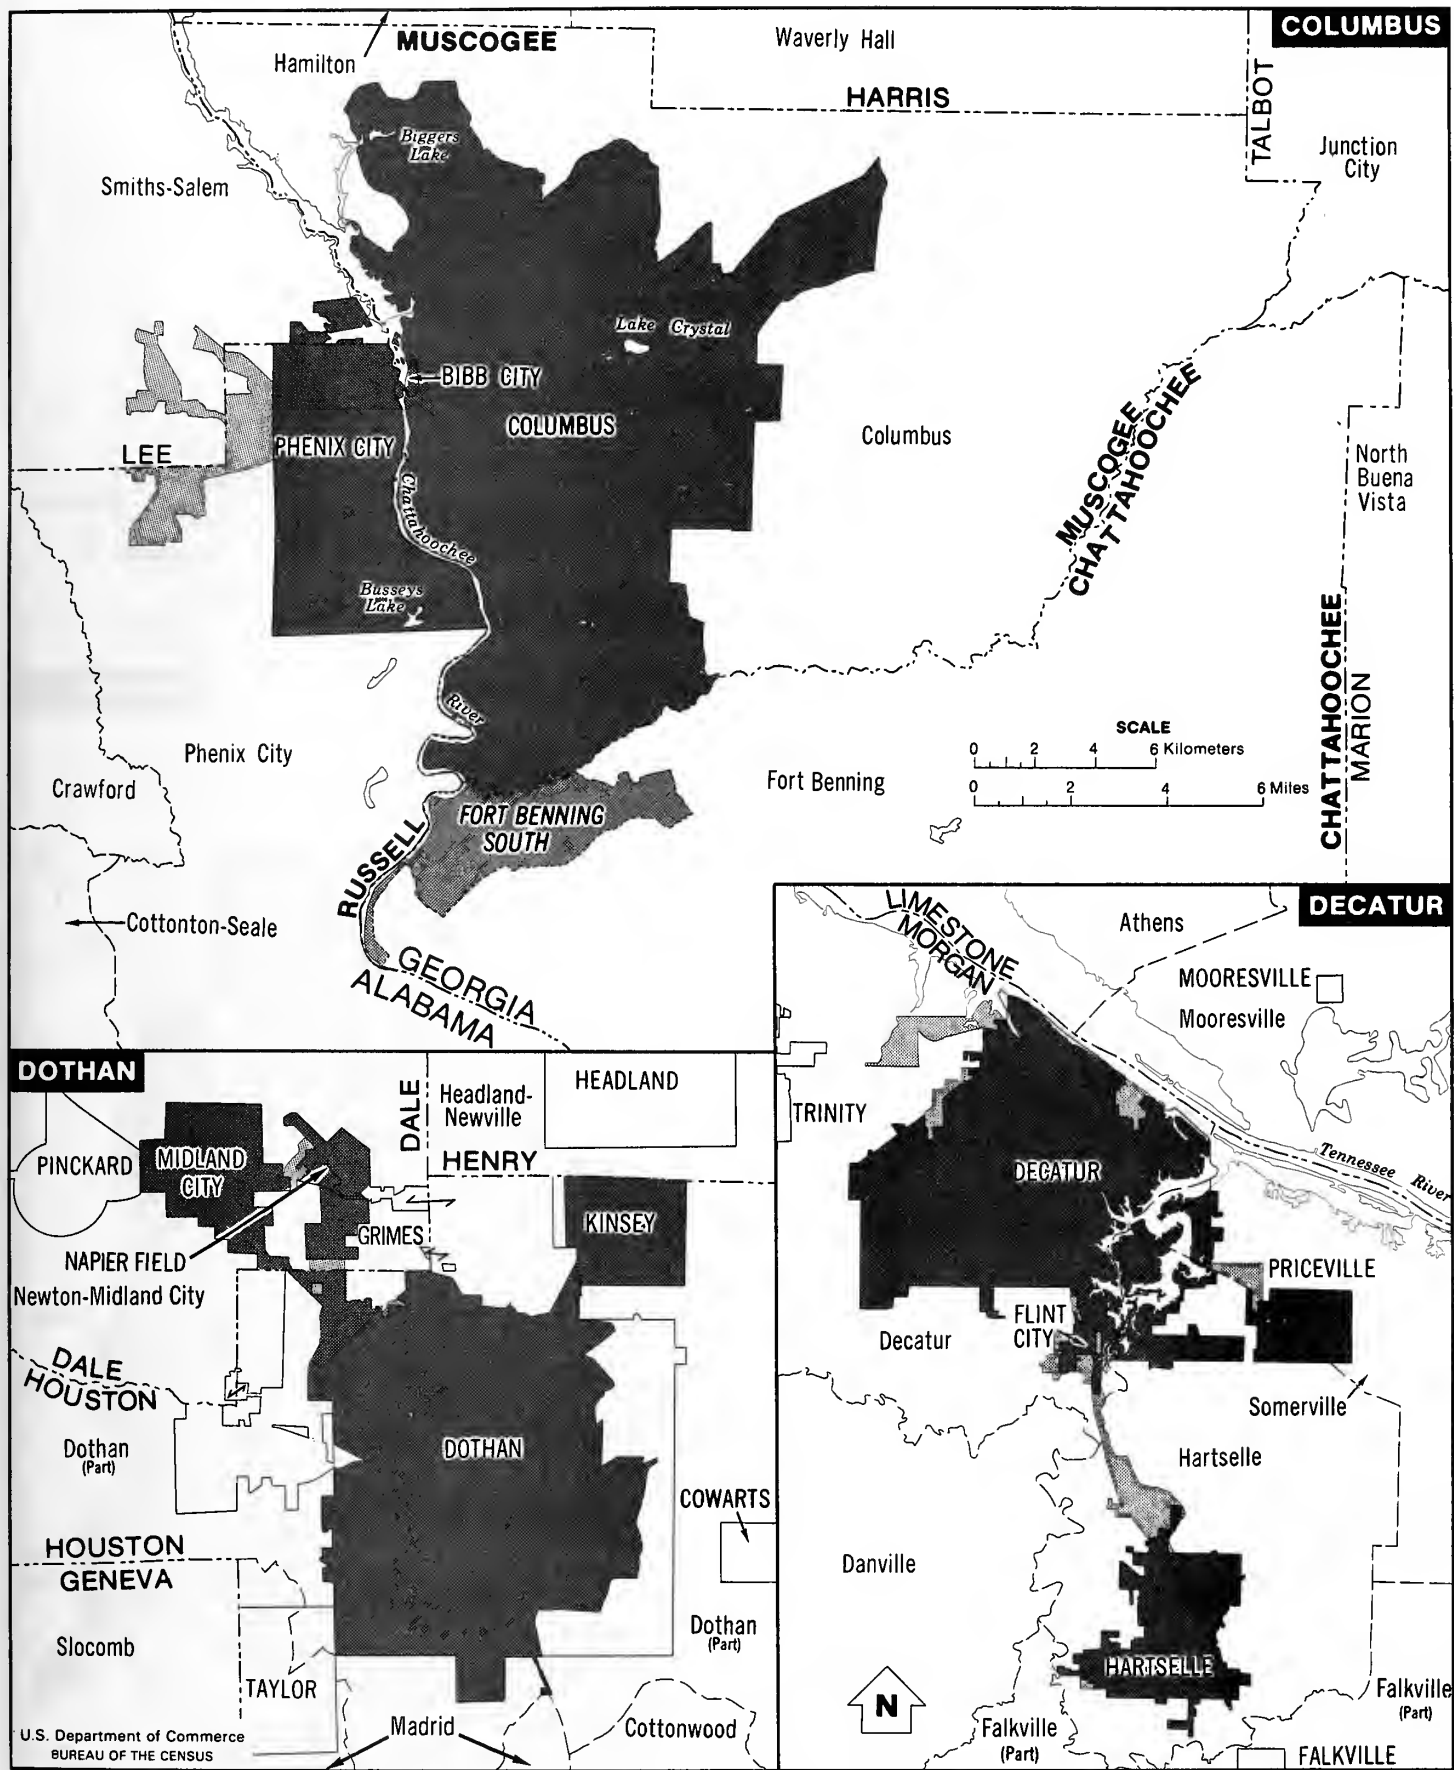 COLUMBUS
MUSCOGEE
Hamilton
Waverly Hall
HARRIS
TALBOT
Junction
City
Biggers
Lake
Smiths-Salem
Lake Crystal
BIBB CITY
COLUMBUS
PHENIX CITY
LEE
Columbus
MUSCOGEE
CHATTAHOOCHEE
North
Buena
Vista
Chattahoochee
River
Busseys
Lake
CHATTAHOOCHEE
MARION
Phenix City
Crawford
Fort Benning
SCALE
0 2 4 6 Kilometers
0 2 4 6 Miles
FORT BENNING
SOUTH
RUSSELL
Cottonton-Seale
GEORGIA
ALABAMA
DECATUR
LIMESTONE
MORGAN
Athens
MOORESVILLE
Mooresville
TRINITY
DECATUR
Tennessee River
PRICEVILLE
FLINT
CITY
Decatur
Somerville
Hartselle
Danville
HARTSELLE
N
Falkville
(Part)
Falkville
(Part)
FALKVILLE
DOTHAN
DALE
Headland-
Newville
HEADLAND
PINCKARD
MIDLAND
CITY
HENRY
KINSEY
GRIMES
NAPIER FIELD
Newton-Midland City
DALE
HOUSTON
Dothan
(Part)
DOTHAN
COWARTS
HOUSTON
GENEVA
Slocomb
TAYLOR
Dothan
(Part)
Madrid
Cottonwood
U.S. Department of Commerce
BUREAU OF THE CENSUS